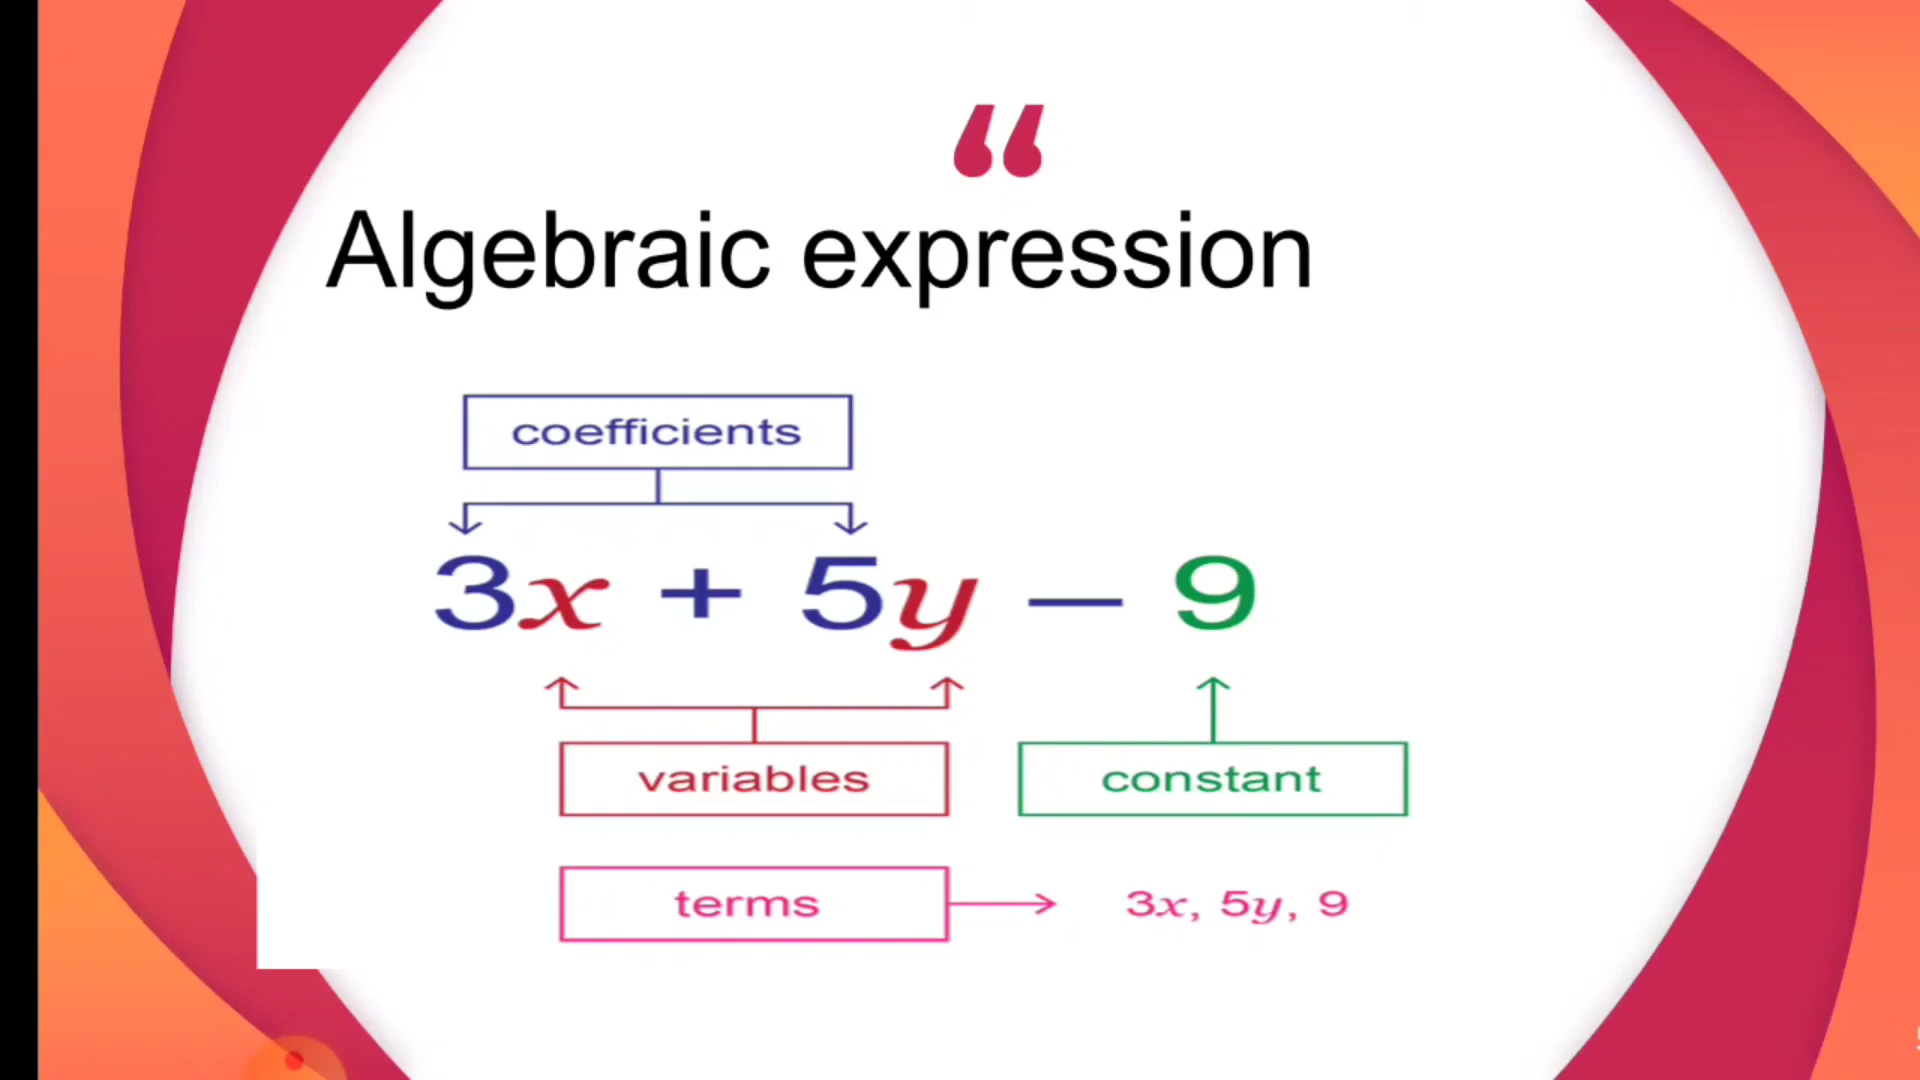 “
Algebraic expression
coefficients
3x + 5y – 9
variables
constant
terms
3x, 5y, 9